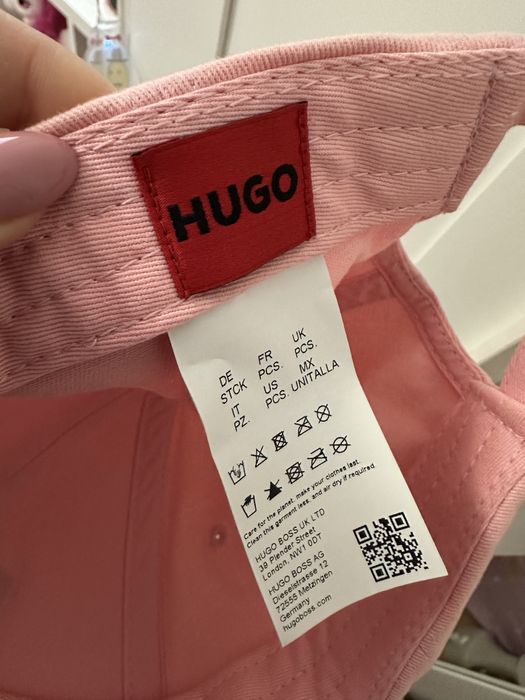 HUGO
DE FR UK
STCK PCS. PCS.
IT US MX
PZ. PCS. UNITALLA
Care for the planet, make your clothes last.
Clean this garment less, and air dry if required.
HUGO BOSS UK LTD
39 Plender Street
London, NW1 0DT
HUGO BOSS AG
Dieselstrasse 12
72555 Metzingen
Germany
hugoboss.com